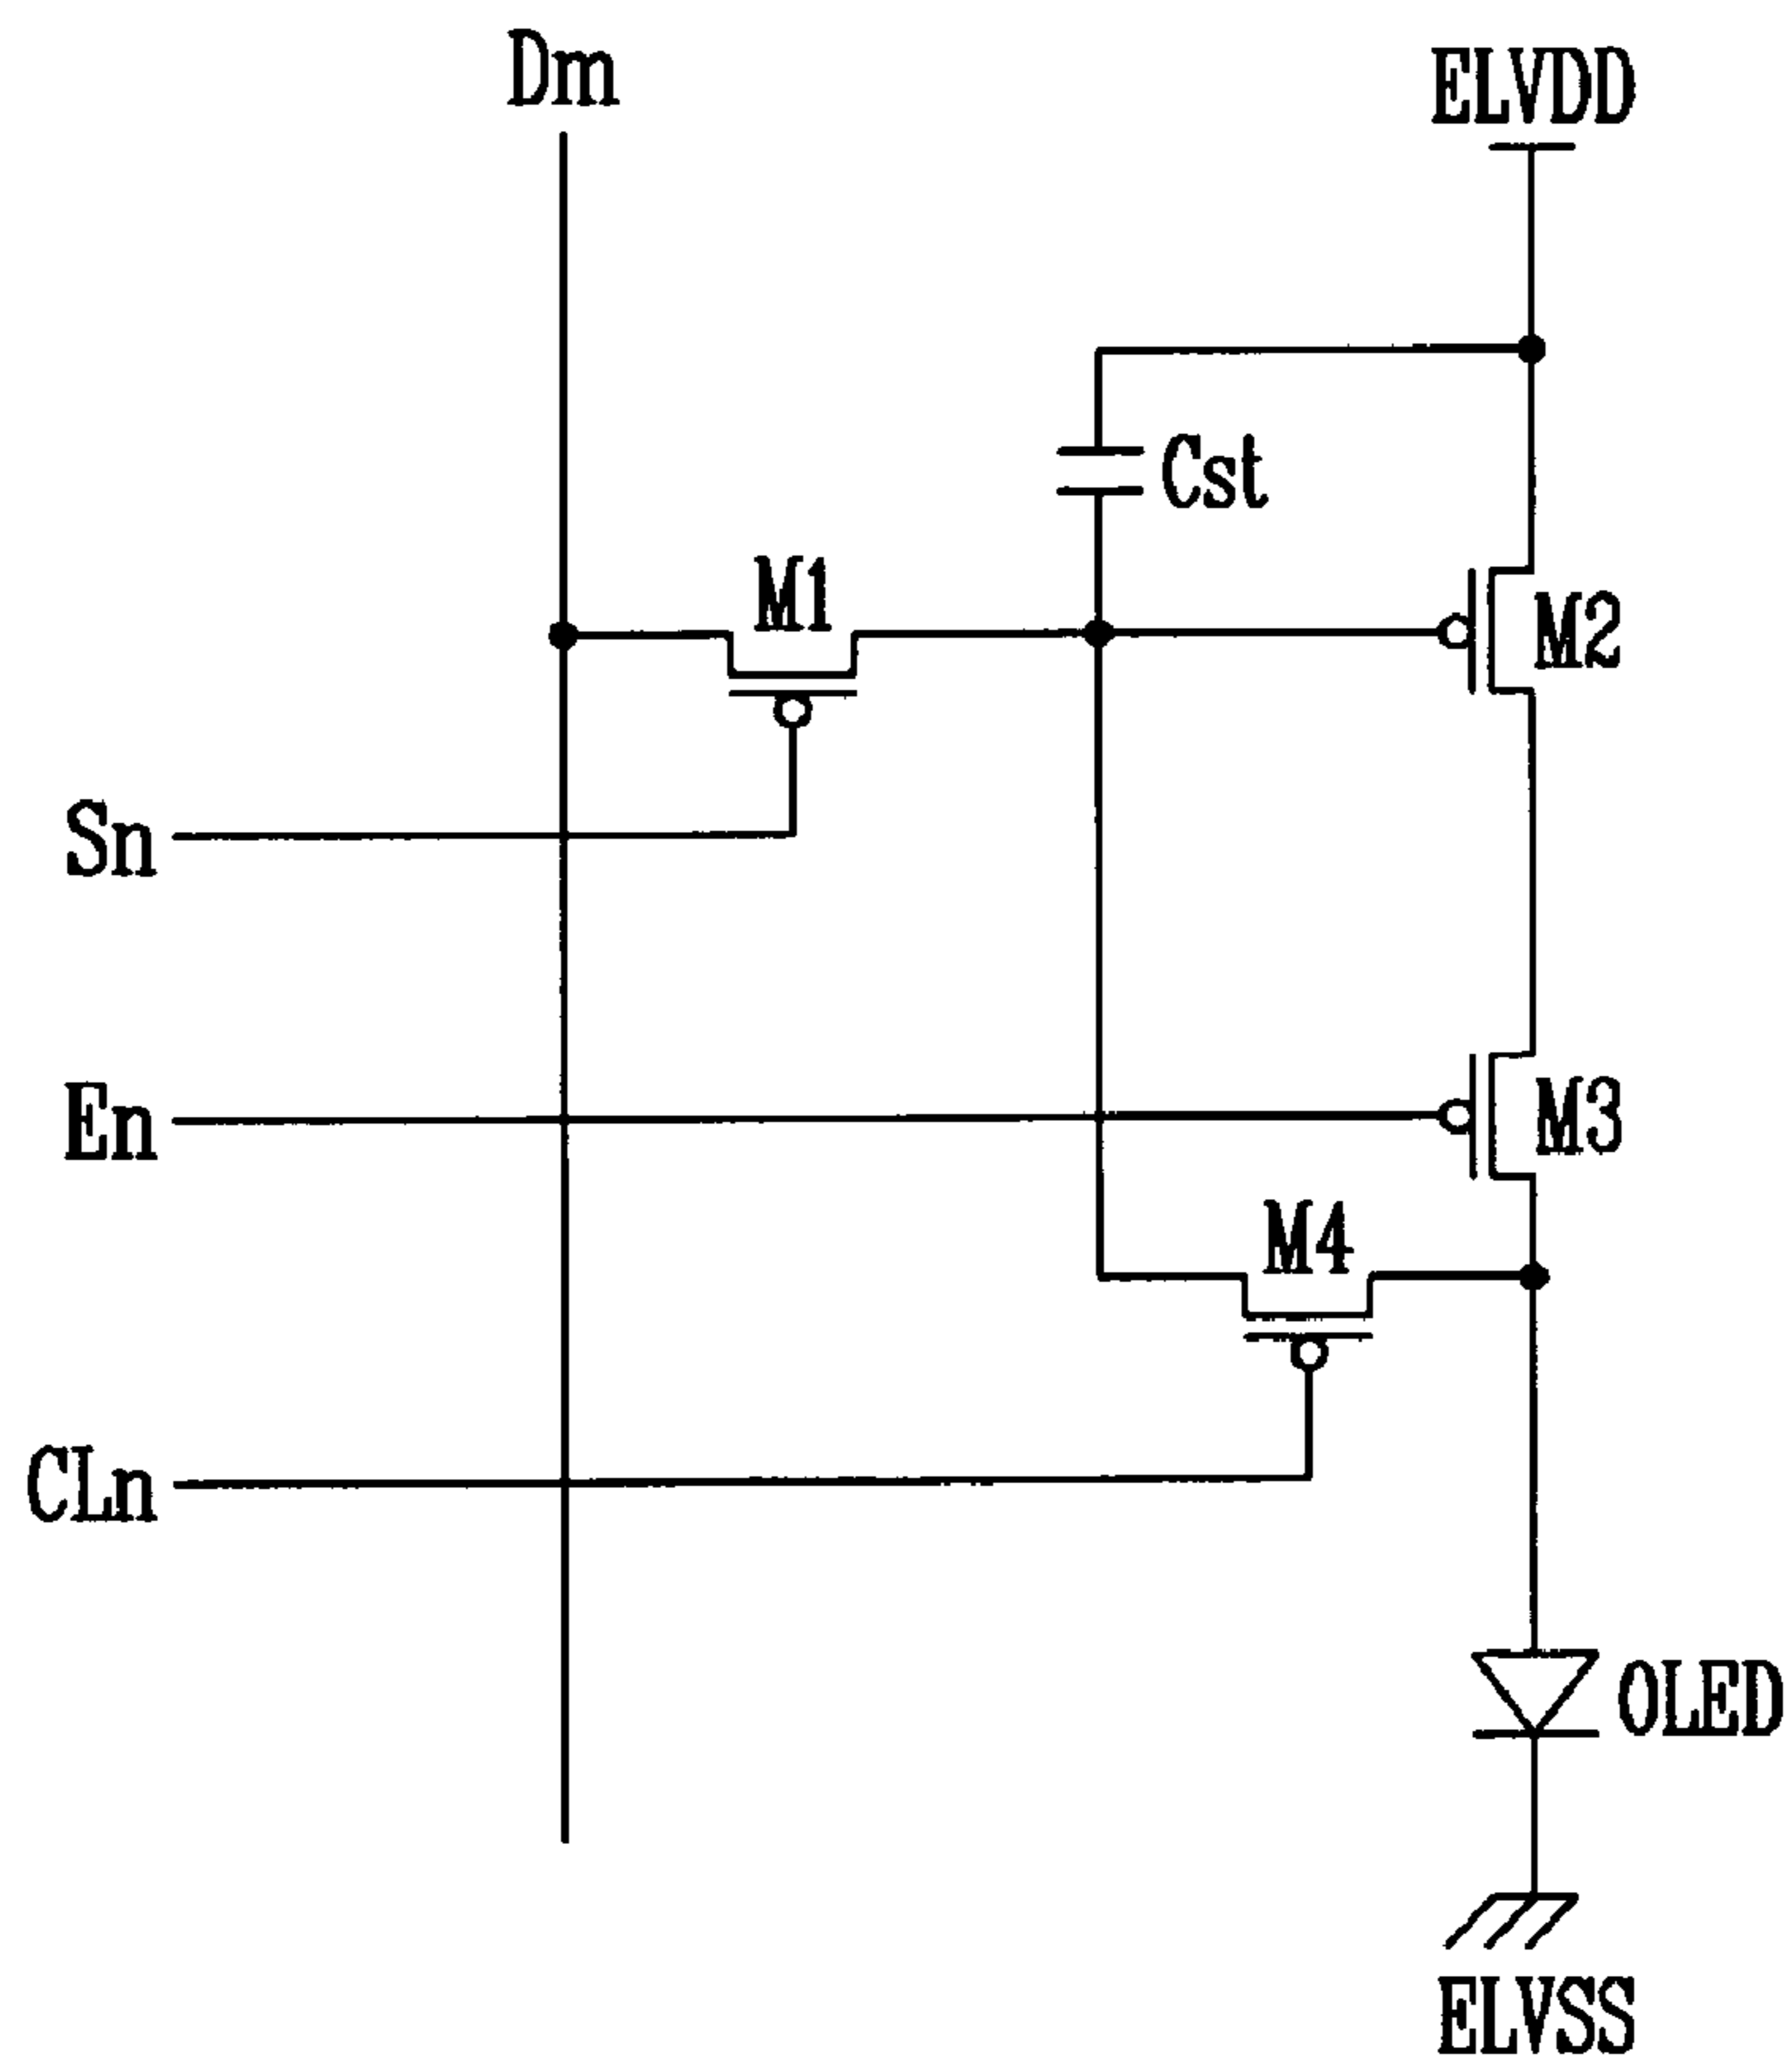 Dm
ELVDD
Cst
M1
M2
Sn
En
M3
M4
CLn
OLED
ELVSS